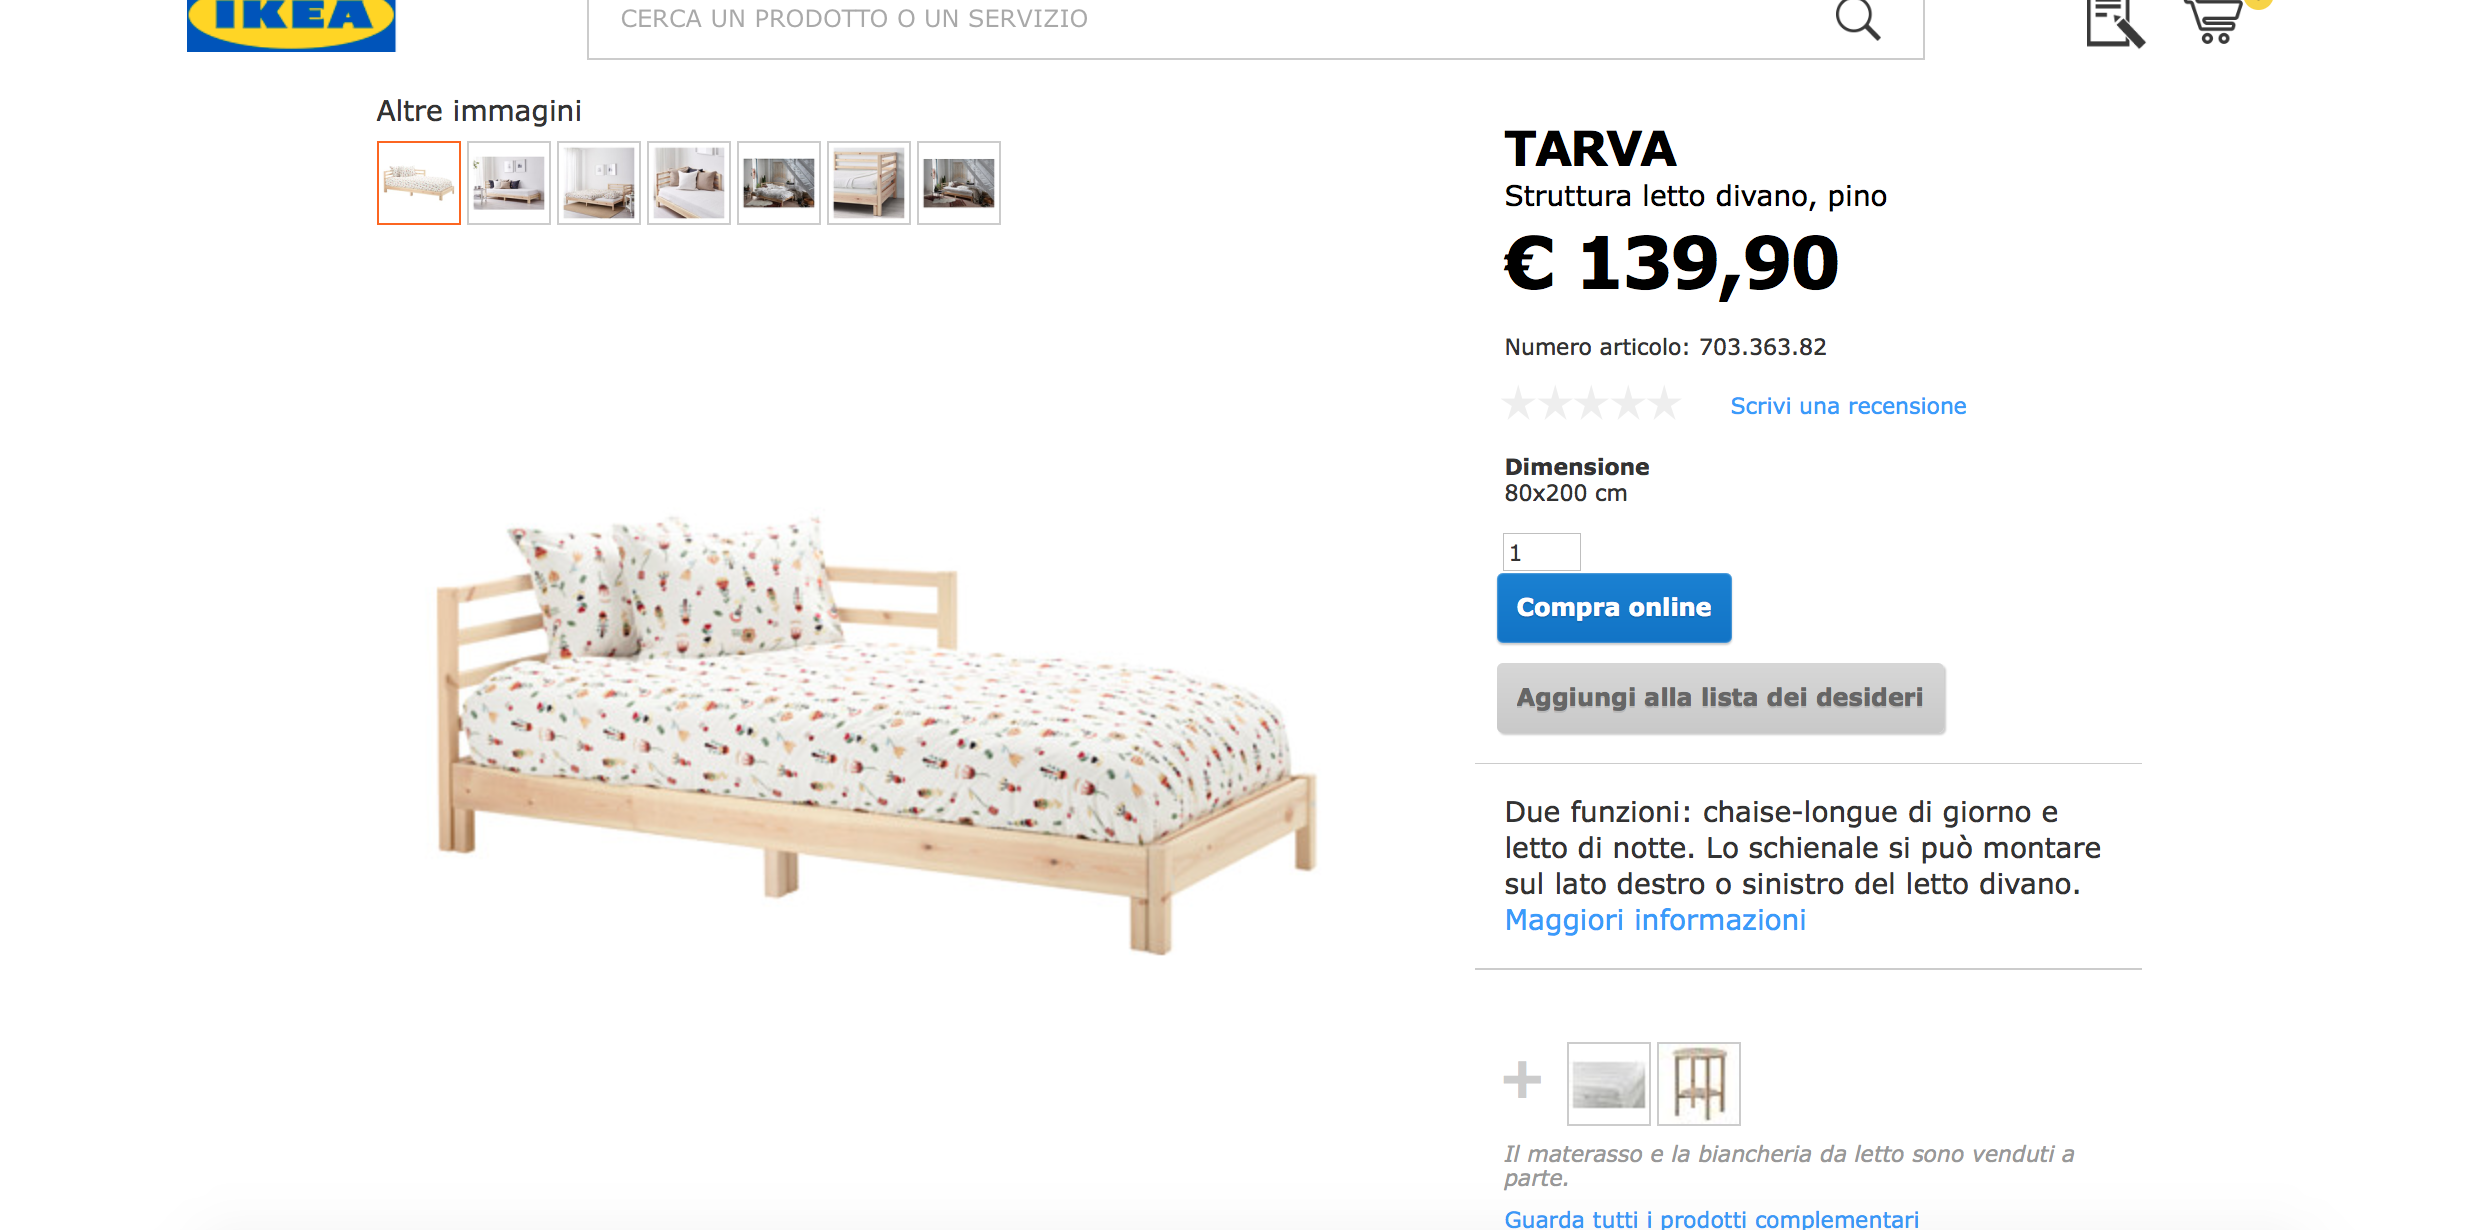 IKEA
CERCA UN PRODOTTO O UN SERVIZIO
Altre immagini
TARVA
Struttura letto divano, pino
€ 139,90
Numero articolo: 703.363.82
Scrivi una recensione
Dimensione
80x200 cm
1
Compra online
Aggiungi alla lista dei desideri
Due funzioni: chaise-longue di giorno e
letto di notte. Lo schienale si può montare
sul lato destro o sinistro del letto divano.
Maggiori informazioni
+
Il materasso e la biancheria da letto sono venduti a
parte.
Guarda tutti i prodotti complementari